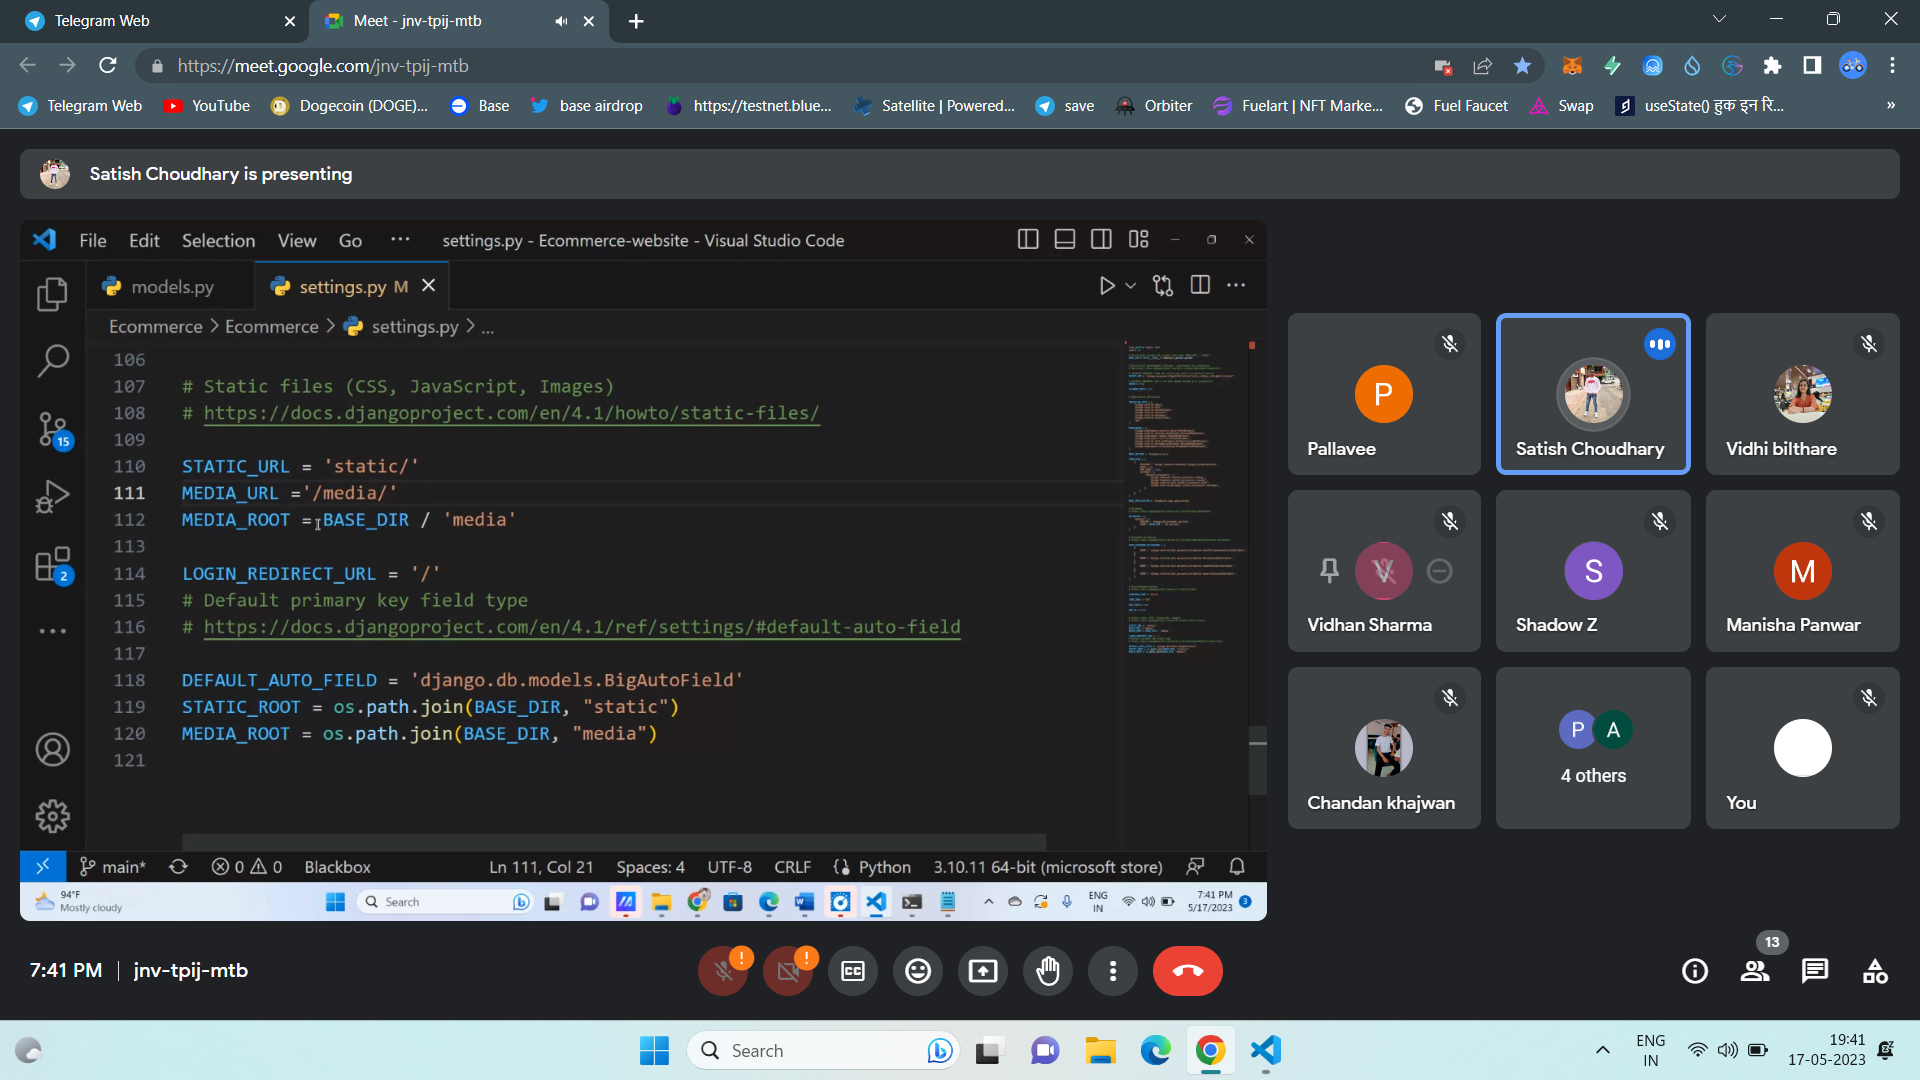 Telegram Web
Meet - jnv-tpij-mtb
https://meet.google.com/jnv-tpij-mtb
Telegram Web YouTube Dogecoin (DOGE)... Base base airdrop https://testnet.blue... Satellite | Powered... save Orbiter Fuelart | NFT Marke... Fuel Faucet Swap useState() हुक इन रि... »
Satish Choudhary is presenting
File Edit Selection View Go ··· settings.py - Ecommerce-website - Visual Studio Code
models.py settings.py M
Ecommerce > Ecommerce > settings.py > ...
106
107 # Static files (CSS, JavaScript, Images)
108 # https://docs.djangoproject.com/en/4.1/howto/static-files/
109
110 STATIC_URL = 'static/'
111 MEDIA_URL ='/media/'
112 MEDIA_ROOT = BASE_DIR / 'media'
113
114 LOGIN_REDIRECT_URL = '/'
115 # Default primary key field type
116 # https://docs.djangoproject.com/en/4.1/ref/settings/#default-auto-field
117
118 DEFAULT_AUTO_FIELD = 'django.db.models.BigAutoField'
119 STATIC_ROOT = os.path.join(BASE_DIR, "static")
120 MEDIA_ROOT = os.path.join(BASE_DIR, "media")
121
15
2
main* 0 0 Blackbox Ln 111, Col 21 Spaces: 4 UTF-8 CRLF {} Python 3.10.11 64-bit (microsoft store)
94°F
Mostly cloudy
Search
ENG
IN
7:41 PM
5/17/2023
3
P
Pallavee
Satish Choudhary
Vidhi bilthare
V
Vidhan Sharma
S
Shadow Z
M
Manisha Panwar
Chandan khajwan
P A
4 others
You
7:41 PM | jnv-tpij-mtb
! !
13
Search
ENG
IN
19:41
17-05-2023